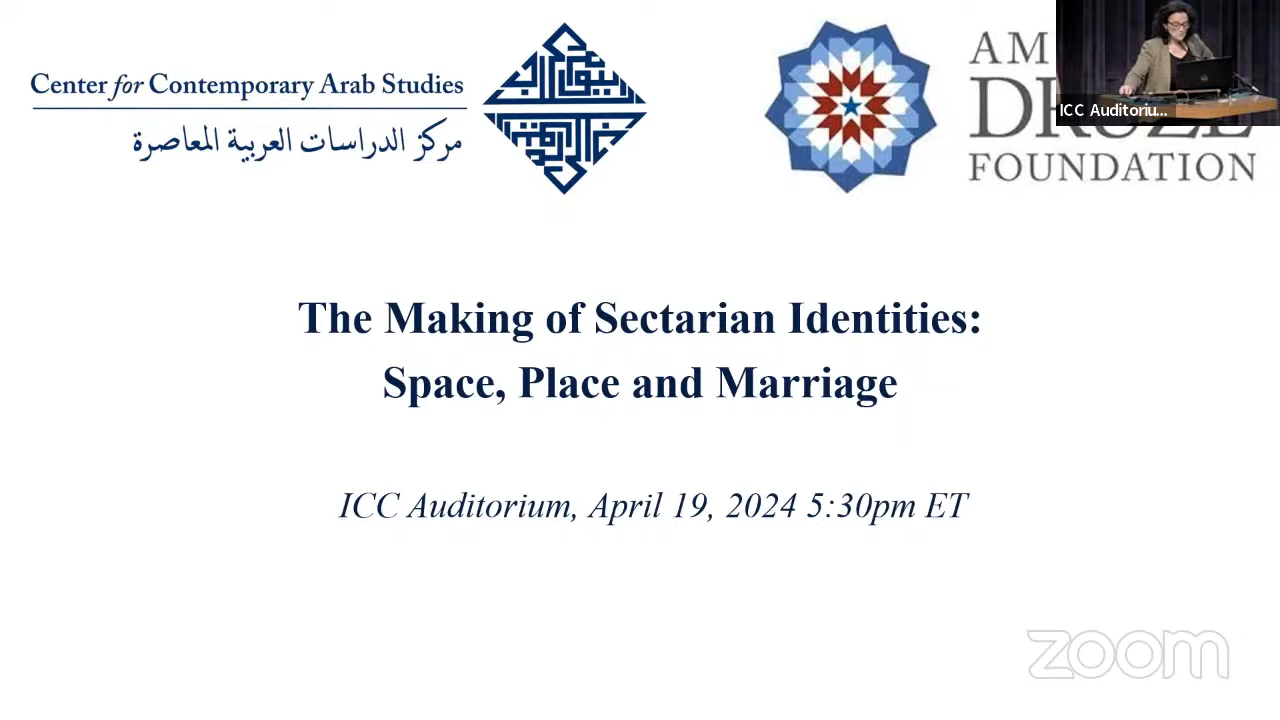 Center for Contemporary Arab Studies
مركز الدراسات العربية المعاصرة
AM
FOUNDATION
ICC Auditoriu...
The Making of Sectarian Identities:
Space, Place and Marriage
ICC Auditorium, April 19, 2024 5:30pm ET
zoom